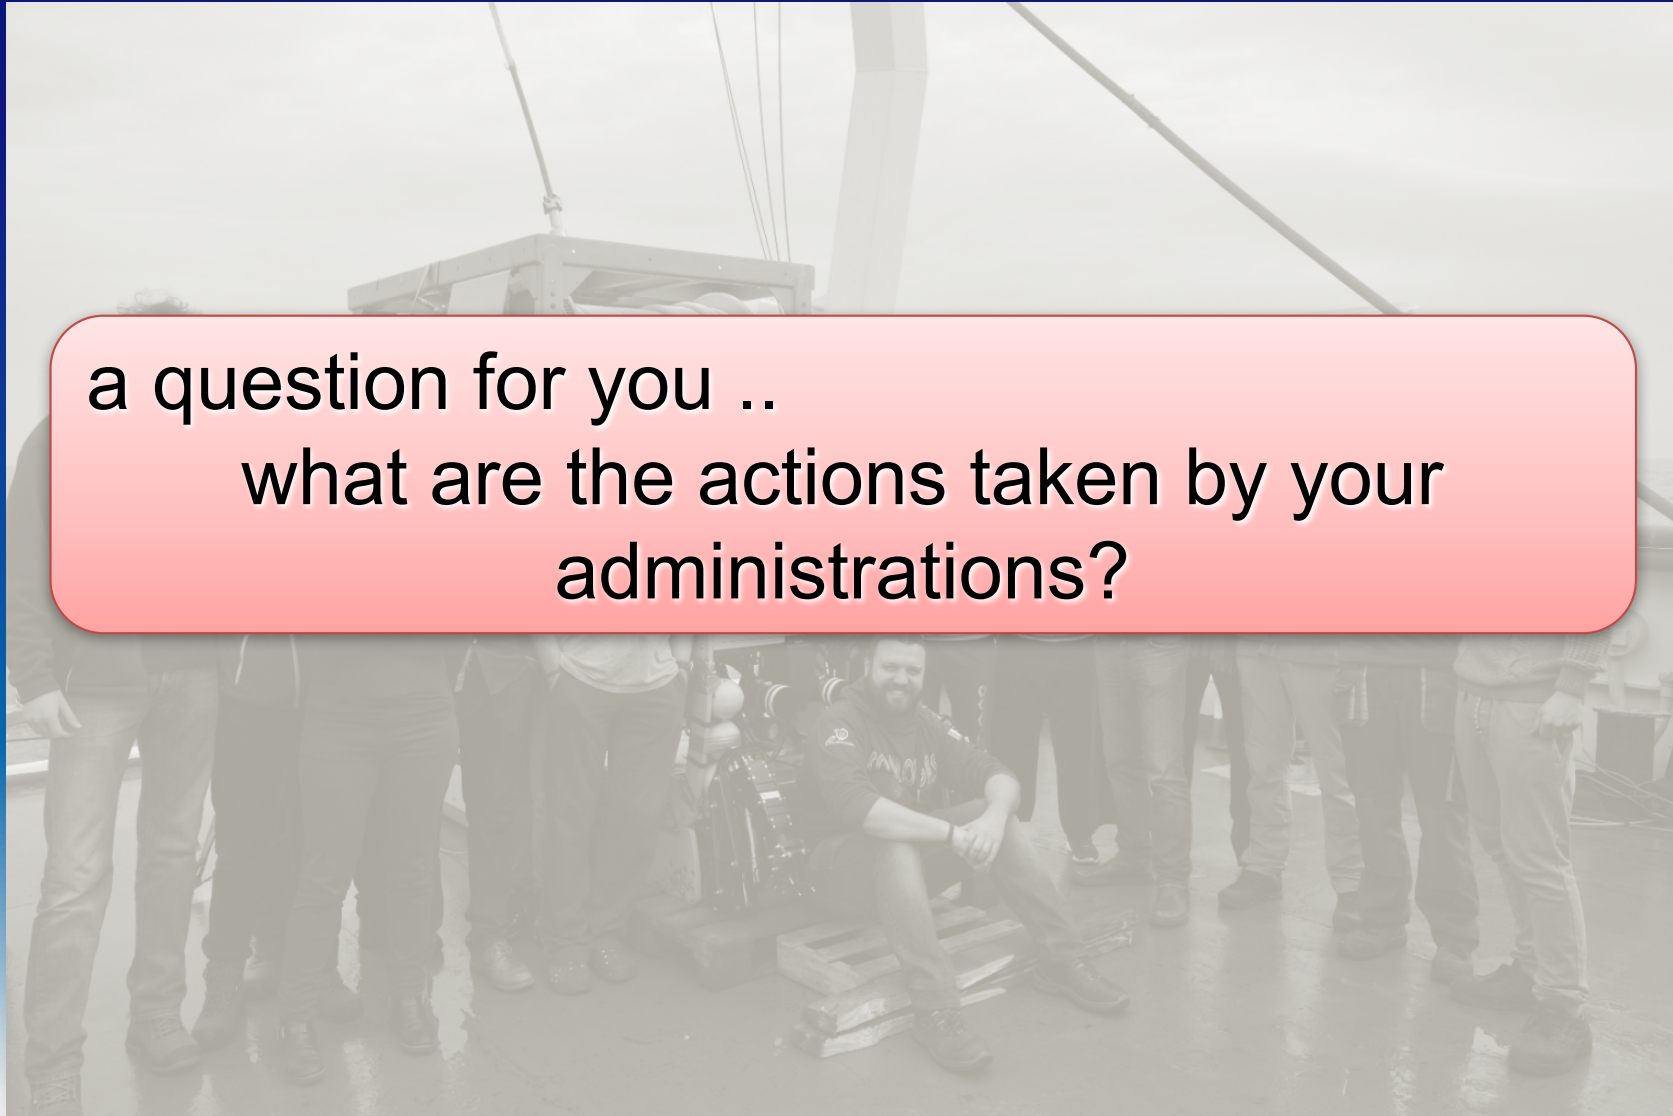 a question for you ..
what are the actions taken by your
administrations?